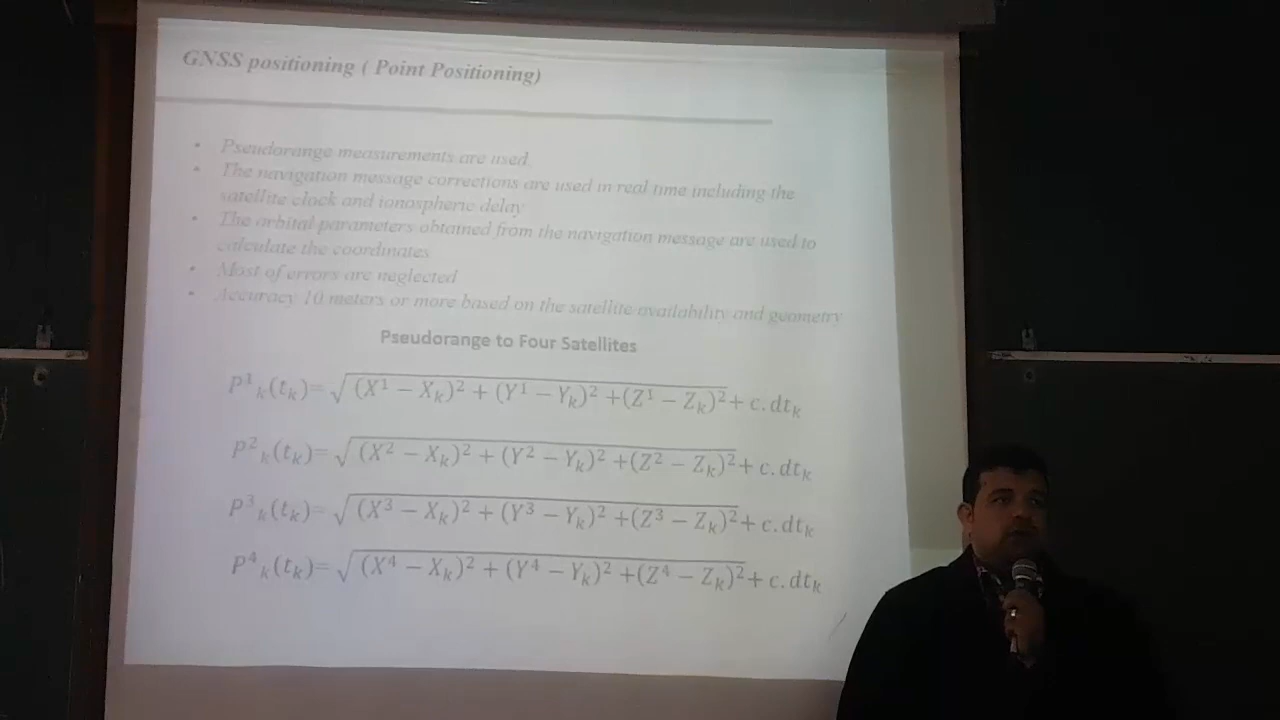 GNSS positioning ( Point Positioning)
• Pseudorange measurements are used.
• The navigation message corrections are used in real time including the
satellite clock and ionospheric delay
• The orbital parameters obtained from the navigation message are used to
calculate the coordinates
• Most of errors are neglected
• Accuracy 10 meters or more based on the satellite availability and geometry
Pseudorange to Four Satellites
P¹ₖ(tₖ)=√(X¹ − Xₖ)² + (Y¹ − Yₖ)² +(Z¹ − Zₖ)²+ c.dtₖ
P²ₖ(tₖ)=√(X² − Xₖ)² + (Y² − Yₖ)² +(Z² − Zₖ)²+ c.dtₖ
P³ₖ(tₖ)=√(X³ − Xₖ)² + (Y³ − Yₖ)² +(Z³ − Zₖ)²+ c.dtₖ
P⁴ₖ(tₖ)=√(X⁴ − Xₖ)² + (Y⁴ − Yₖ)² +(Z⁴ − Zₖ)²+ c.dtₖ